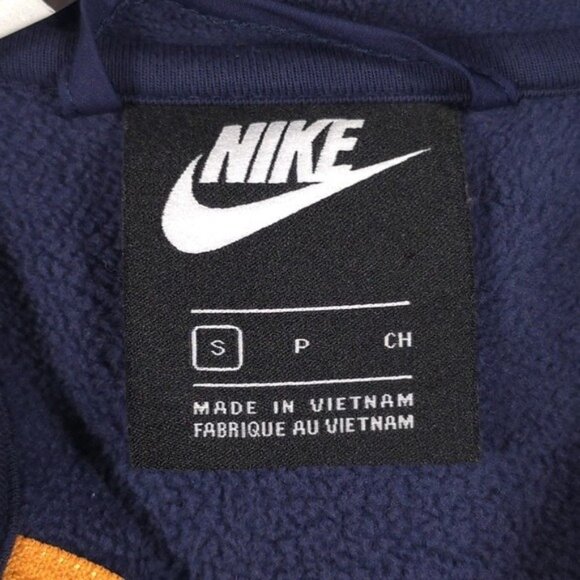 NIKE
S P CH
MADE IN VIETNAM
FABRIQUE AU VIETNAM